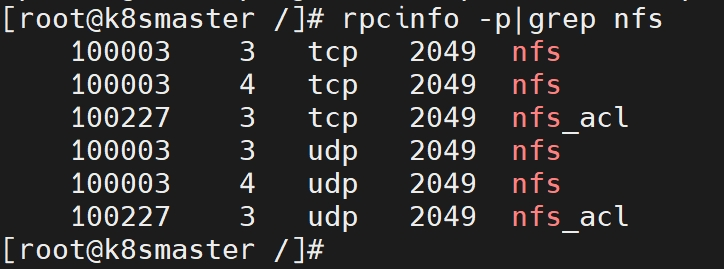 [root@k8smaster /]# rpcinfo -p|grep nfs
100003 3 tcp 2049 nfs
100003 4 tcp 2049 nfs
100227 3 tcp 2049 nfs_acl
100003 3 udp 2049 nfs
100003 4 udp 2049 nfs
100227 3 udp 2049 nfs_acl
[root@k8smaster /]#